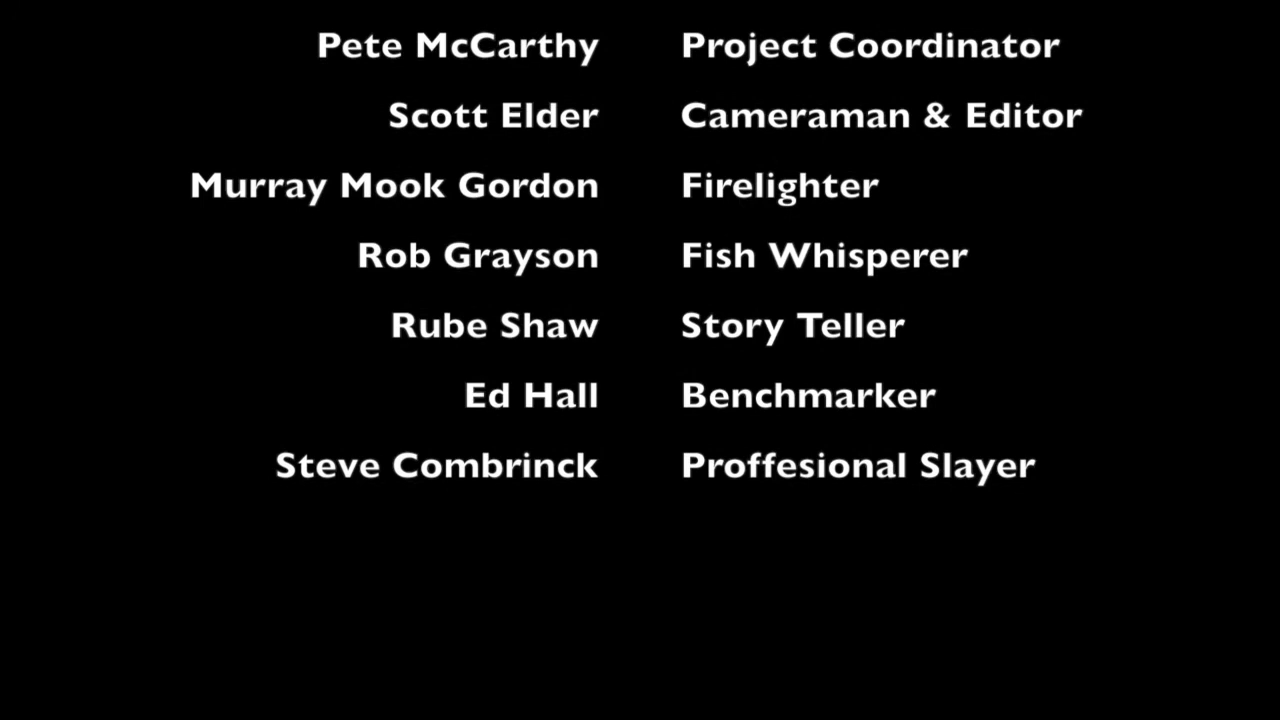 Pete McCarthy Project Coordinator
Scott Elder Cameraman & Editor
Murray Mook Gordon Firelighter
Rob Grayson Fish Whisperer
Rube Shaw Story Teller
Ed Hall Benchmarker
Steve Combrinck Proffesional Slayer